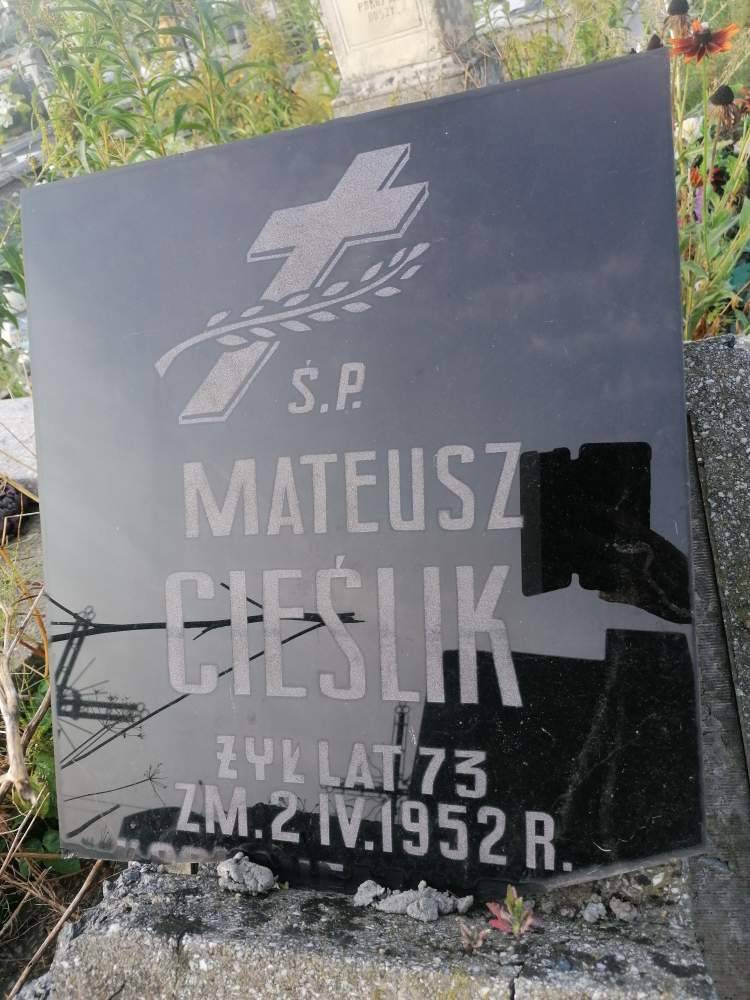 Ś.P.
MATEUSZ
CIEŚLIK
ŻYŁ LAT 73
ZM. 2 IV. 1952 R.